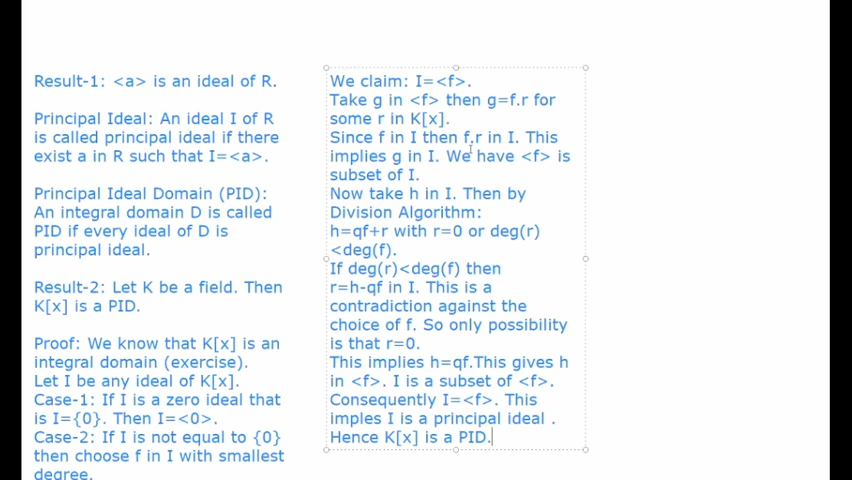 Result-1: <a> is an ideal of R.
Principal Ideal: An ideal I of R
is called principal ideal if there
exist a in R such that I=<a>.
Principal Ideal Domain (PID):
An integral domain D is called
PID if every ideal of D is
principal ideal.
Result-2: Let K be a field. Then
K[x] is a PID.
Proof: We know that K[x] is an
integral domain (exercise).
Let I be any ideal of K[x].
Case-1: If I is a zero ideal that
is I={0}. Then I=<0>.
Case-2: If I is not equal to {0}
then choose f in I with smallest
degree.
We claim: I=<f>.
Take g in <f> then g=f.r for
some r in K[x].
Since f in I then f.r in I. This
implies g in I. We have <f> is
subset of I.
Now take h in I. Then by
Division Algorithm:
h=qf+r with r=0 or deg(r)
<deg(f).
If deg(r)<deg(f) then
r=h-qf in I. This is a
contradiction against the
choice of f. So only possibility
is that r=0.
This implies h=qf.This gives h
in <f>. I is a subset of <f>.
Consequently I=<f>. This
imples I is a principal ideal .
Hence K[x] is a PID.